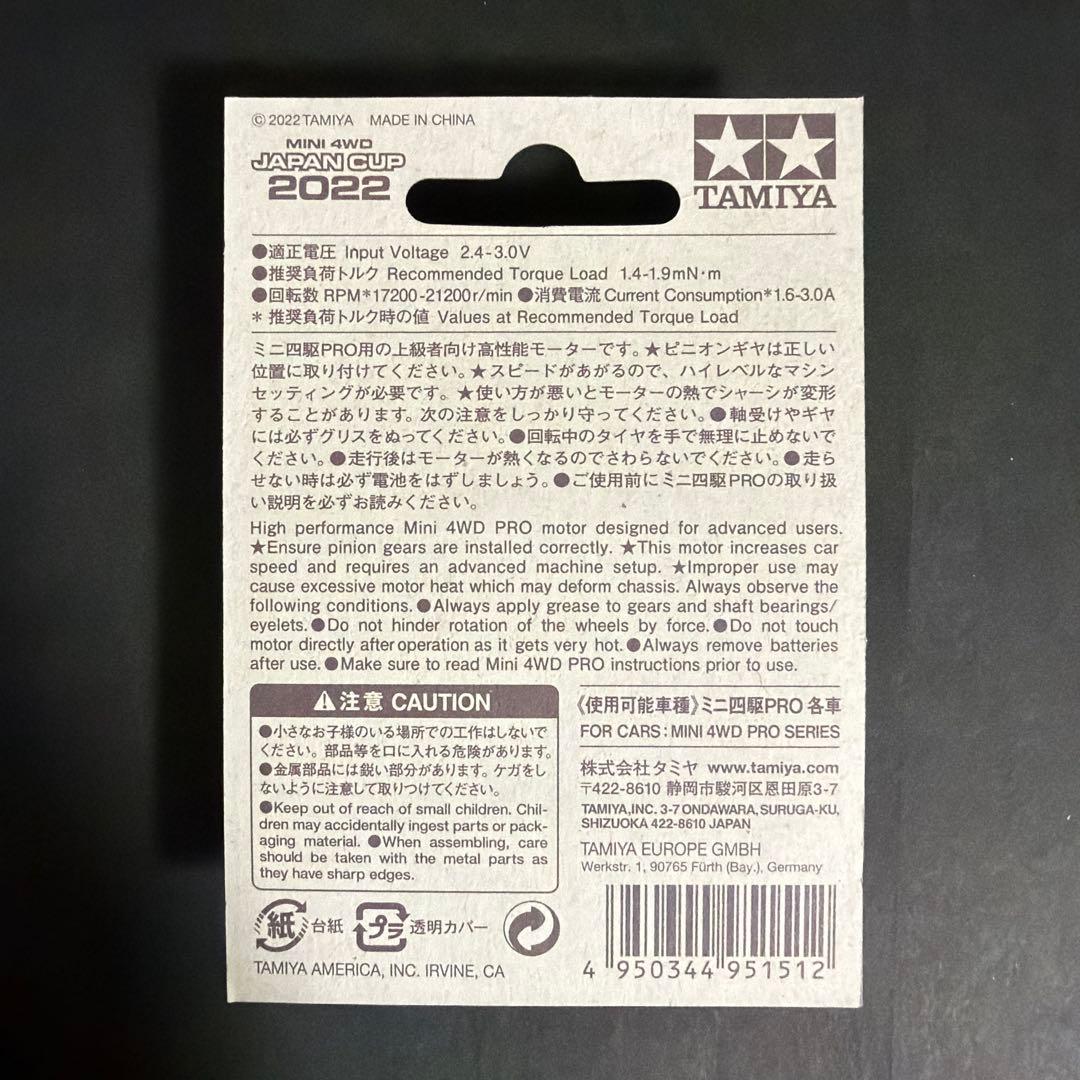 © 2022 TAMIYA MADE IN CHINA
MINI 4WD
JAPAN CUP
2022
TAMIYA
●適正電圧 Input Voltage 2.4-3.0V
●推奨負荷トルク Recommended Torque Load 1.4-1.9mN･m
●回転数 RPM*17200-21200r/min ●消費電流 Current Consumption*1.6-3.0A
* 推奨負荷トルク時の値 Values at Recommended Torque Load
ミニ四駆PRO用の上級者向け高性能モーターです。★ピニオンギヤは正しい
位置に取り付けてください。★スピードがあがるので、ハイレベルなマシン
セッティングが必要です。★使い方が悪いとモーターの熱でシャーシが変形
することがあります。次の注意をしっかり守ってください。●軸受けやギヤ
には必ずグリスをぬってください。●回転中のタイヤを手で無理に止めないで
ください。●走行後はモーターが熱くなるのでさわらないでください。●走ら
せない時は必ず電池をはずしましょう。●ご使用前にミニ四駆PROの取り扱
い説明を必ずお読みください。
High performance Mini 4WD PRO motor designed for advanced users.
★Ensure pinion gears are installed correctly. ★This motor increases car
speed and requires an advanced machine setup. ★Improper use may
cause excessive motor heat which may deform chassis. Always observe the
following conditions. ●Always apply grease to gears and shaft bearings/
eyelets. ●Do not hinder rotation of the wheels by force. ●Do not touch
motor directly after operation as it gets very hot. ●Always remove batteries
after use. ●Make sure to read Mini 4WD PRO instructions prior to use.
注意 CAUTION
●小さなお子様のいる場所での工作はしないで
ください。部品等を口に入れる危険があります。
●金属部品には鋭い部分があります。ケガをし
ないように注意して取りつけてください。
●Keep out of reach of small children. Chil-
dren may accidentally ingest parts or pack-
aging material. ●When assembling, care
should be taken with the metal parts as
they have sharp edges.
《使用可能車種》ミニ四駆PRO 各車
FOR CARS : MINI 4WD PRO SERIES
株式会社タミヤ www.tamiya.com
〒422-8610 静岡市駿河区恩田原3-7
TAMIYA,INC. 3-7 ONDAWARA, SURUGA-KU,
SHIZUOKA 422-8610 JAPAN
TAMIYA EUROPE GMBH
Werkstr. 1, 90765 Fürth (Bay.), Germany
紙 台紙 プラ 透明カバー
TAMIYA AMERICA, INC. IRVINE, CA
4 950344 951512